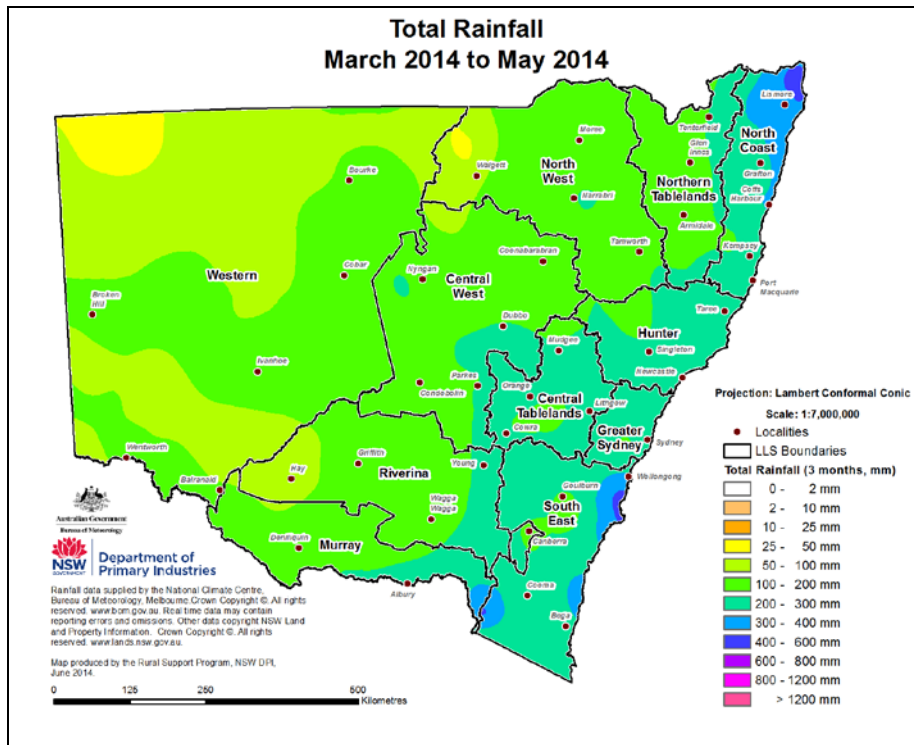 Total Rainfall
March 2014 to May 2014
Lismore
Moree
Tenterfield
North
Coast
Glen
Innes
Walgett
North
West
Grafton
Bourke
Northern
Tablelands
Coffs
Harbour
Narrabri
Armidale
Tamworth
Kempsey
Coonabarabran
Western
Cobar
Nyngan
Central
West
Port
Macquarie
Broken
Hill
Taree
Dubbo
Hunter
Mudgee
Singleton
Ivanhoe
Newcastle
Parkes
Orange
Condobolin
Central
Tablelands
Lithgow
Cowra
Greater
Sydney
Sydney
Wentworth
Griffith
Riverina
Young
Hay
Wollongong
Balranald
Goulburn
South
East
Wagga
Wagga
Canberra
Deniliquin
Murray
Albury
Cooma
Bega
Projection: Lambert Conformal Conic
Scale: 1:7,000,000
Localities
LLS Boundaries
Total Rainfall (3 months, mm)
0 - 2 mm
2 - 10 mm
10 - 25 mm
25 - 50 mm
50 - 100 mm
100 - 200 mm
200 - 300 mm
300 - 400 mm
400 - 600 mm
600 - 800 mm
800 - 1200 mm
> 1200 mm
Australian Government
Bureau of Meteorology
NSW
GOVERNMENT
Department of
Primary Industries
Rainfall data supplied by the National Climate Centre,
Bureau of Meteorology, Melbourne.Crown Copyright ©. All rights
reserved. www.bom.gov.au. Real time data may contain
reporting errors and omissions. Other data copyright NSW Land
and Property Information. Crown Copyright ©. All rights
reserved. www.lands.nsw.gov.au.
Map produced by the Rural Support Program, NSW DPI,
June 2014.
0 125 250 500
Kilometres